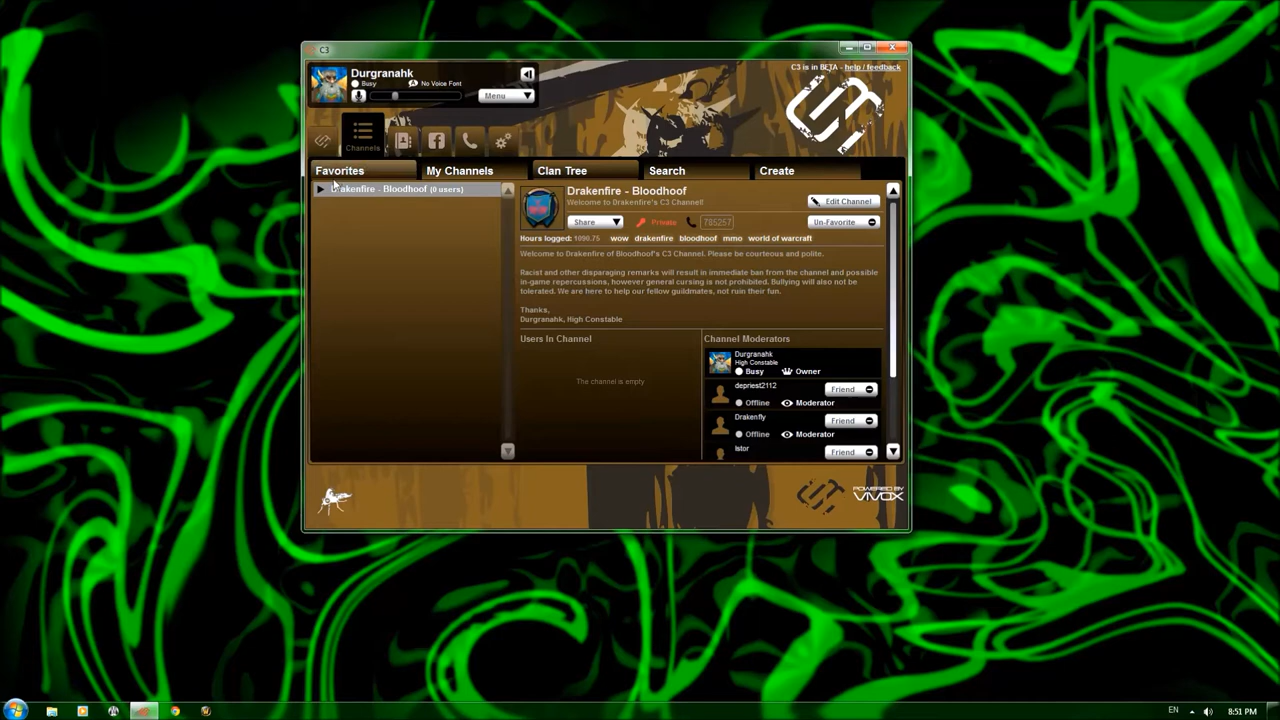 C3
Durgranahk
Busy
No Voice Font
Menu
C3 is in BETA - help / feedback
Channels
Favorites
My Channels
Clan Tree
Search
Create
Drakenfire - Bloodhoof (0 users)
Drakenfire - Bloodhoof
Welcome to Drakenfire's C3 Channel!
Edit Channel
Share
Private
785257
Un-Favorite
Hours logged: 1090.75 wow drakenfire bloodhoof mmo world of warcraft
Welcome to Drakenfire of Bloodhoof's C3 Channel. Please be courteous and polite.
Racist and other disparaging remarks will result in immediate ban from the channel and possible
in-game repercussions, however general cursing is not prohibited. Bullying will also not be
tolerated. We are here to help our fellow guildmates, not ruin their fun.
Thanks,
Durgranahk, High Constable
Users In Channel
The channel is empty
Channel Moderators
Durgranahk
High Constable
Busy
Owner
depriest2112
Friend
Offline
Moderator
Drakenfly
Friend
Offline
Moderator
Istor
Friend
POWERED BY
VIVOX
EN
8:51 PM